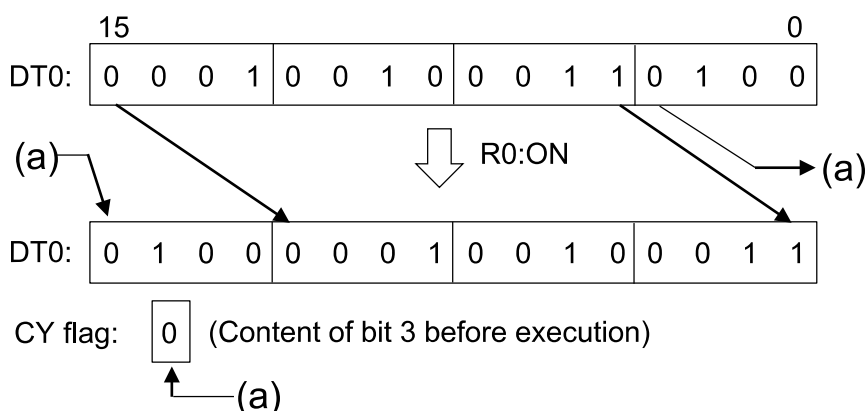 15 0
DT0: 0 0 0 1 0 0 1 0 0 0 1 1 0 1 0 0
(a) R0:ON (a)
DT0: 0 1 0 0 0 0 0 1 0 0 1 0 0 0 1 1
CY flag: 0 (Content of bit 3 before execution)
(a)